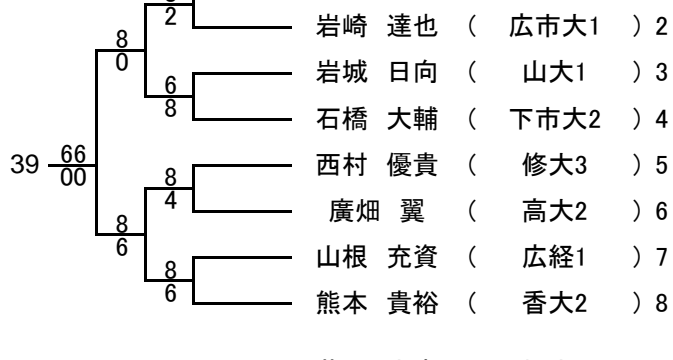 2
岩崎 達也 ( 広市大1 ) 2
8
0
岩城 日向 ( 山大1 ) 3
6
8
石橋 大輔 ( 下市大2 ) 4
39 66
00
西村 優貴 ( 修大3 ) 5
8
4
廣畑 翼 ( 高大2 ) 6
8
6
山根 充資 ( 広経1 ) 7
8
6
熊本 貴裕 ( 香大2 ) 8